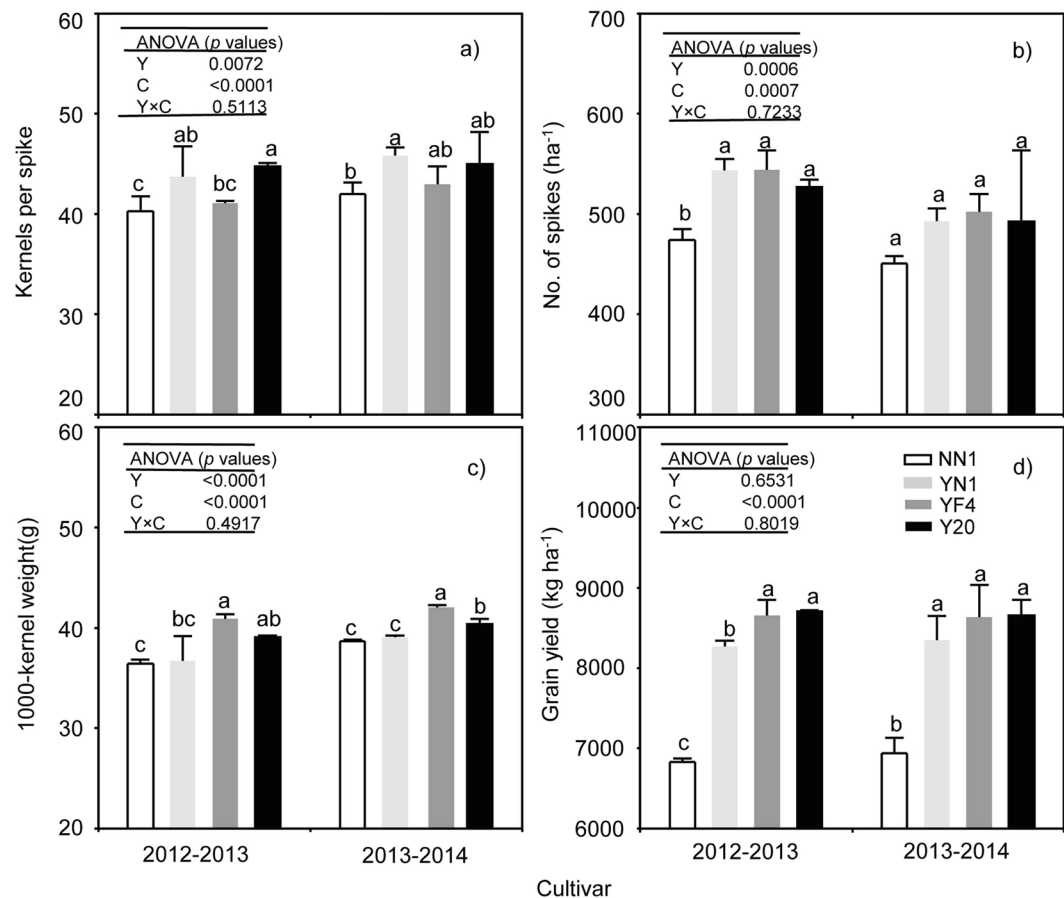 60
50
40
30
20
Kernels per spike
ANOVA (p values)
Y 0.0072
C <0.0001
Y×C 0.5113
a)
c
ab
bc
a
b
a
ab
ab
700
600
500
400
300
No. of spikes (ha⁻¹)
ANOVA (p values)
Y 0.0006
C 0.0007
Y×C 0.7233
b)
b
a
a
a
a
a
a
a
60
50
40
30
20
1000-kernel weight(g)
ANOVA (p values)
Y <0.0001
C <0.0001
Y×C 0.4917
c)
c
bc
a
ab
c
c
a
b
2012-2013
2013-2014
11000
10000
9000
8000
7000
6000
Grain yield (kg ha⁻¹)
ANOVA (p values)
Y 0.6531
C <0.0001
Y×C 0.8019
d)
NN1
YN1
YF4
Y20
c
b
a
a
b
a
a
a
2012-2013
2013-2014
Cultivar